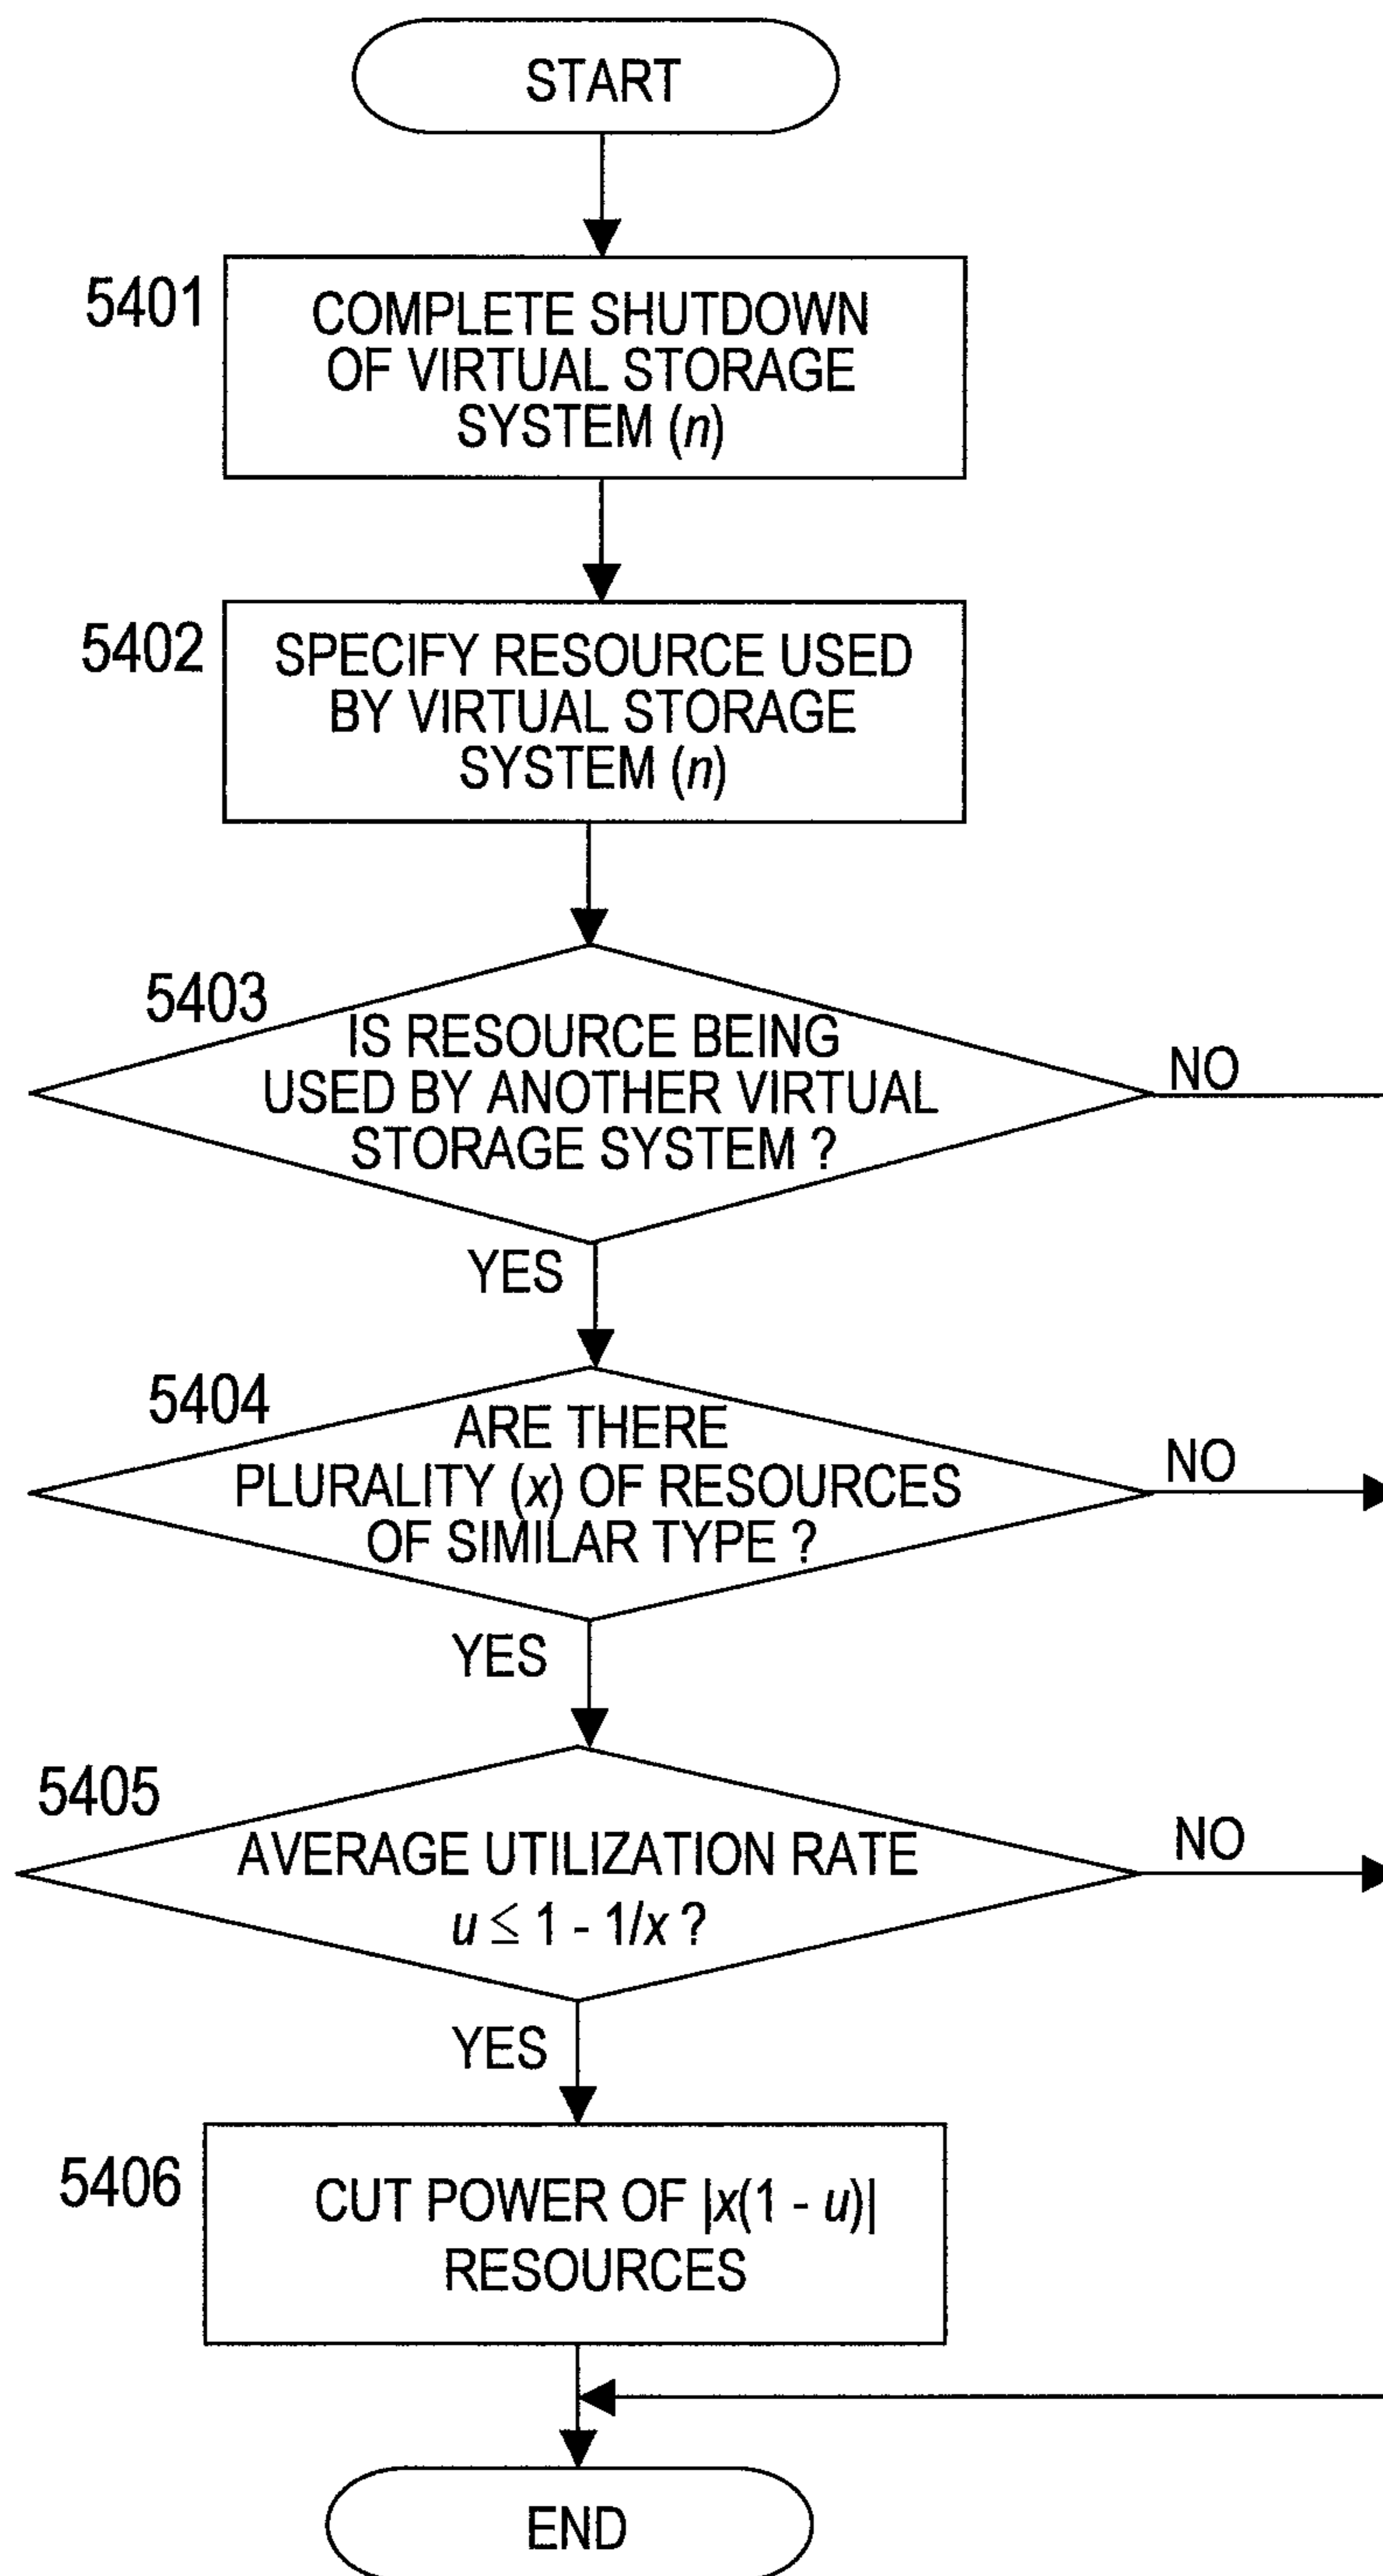 START
5401
COMPLETE SHUTDOWN
OF VIRTUAL STORAGE
SYSTEM (n)
5402
SPECIFY RESOURCE USED
BY VIRTUAL STORAGE
SYSTEM (n)
5403
IS RESOURCE BEING
USED BY ANOTHER VIRTUAL
STORAGE SYSTEM ?
NO
YES
5404
ARE THERE
PLURALITY (x) OF RESOURCES
OF SIMILAR TYPE ?
NO
YES
5405
AVERAGE UTILIZATION RATE
u ≤ 1 - 1/x ?
NO
YES
5406
CUT POWER OF |x(1 - u)|
RESOURCES
END